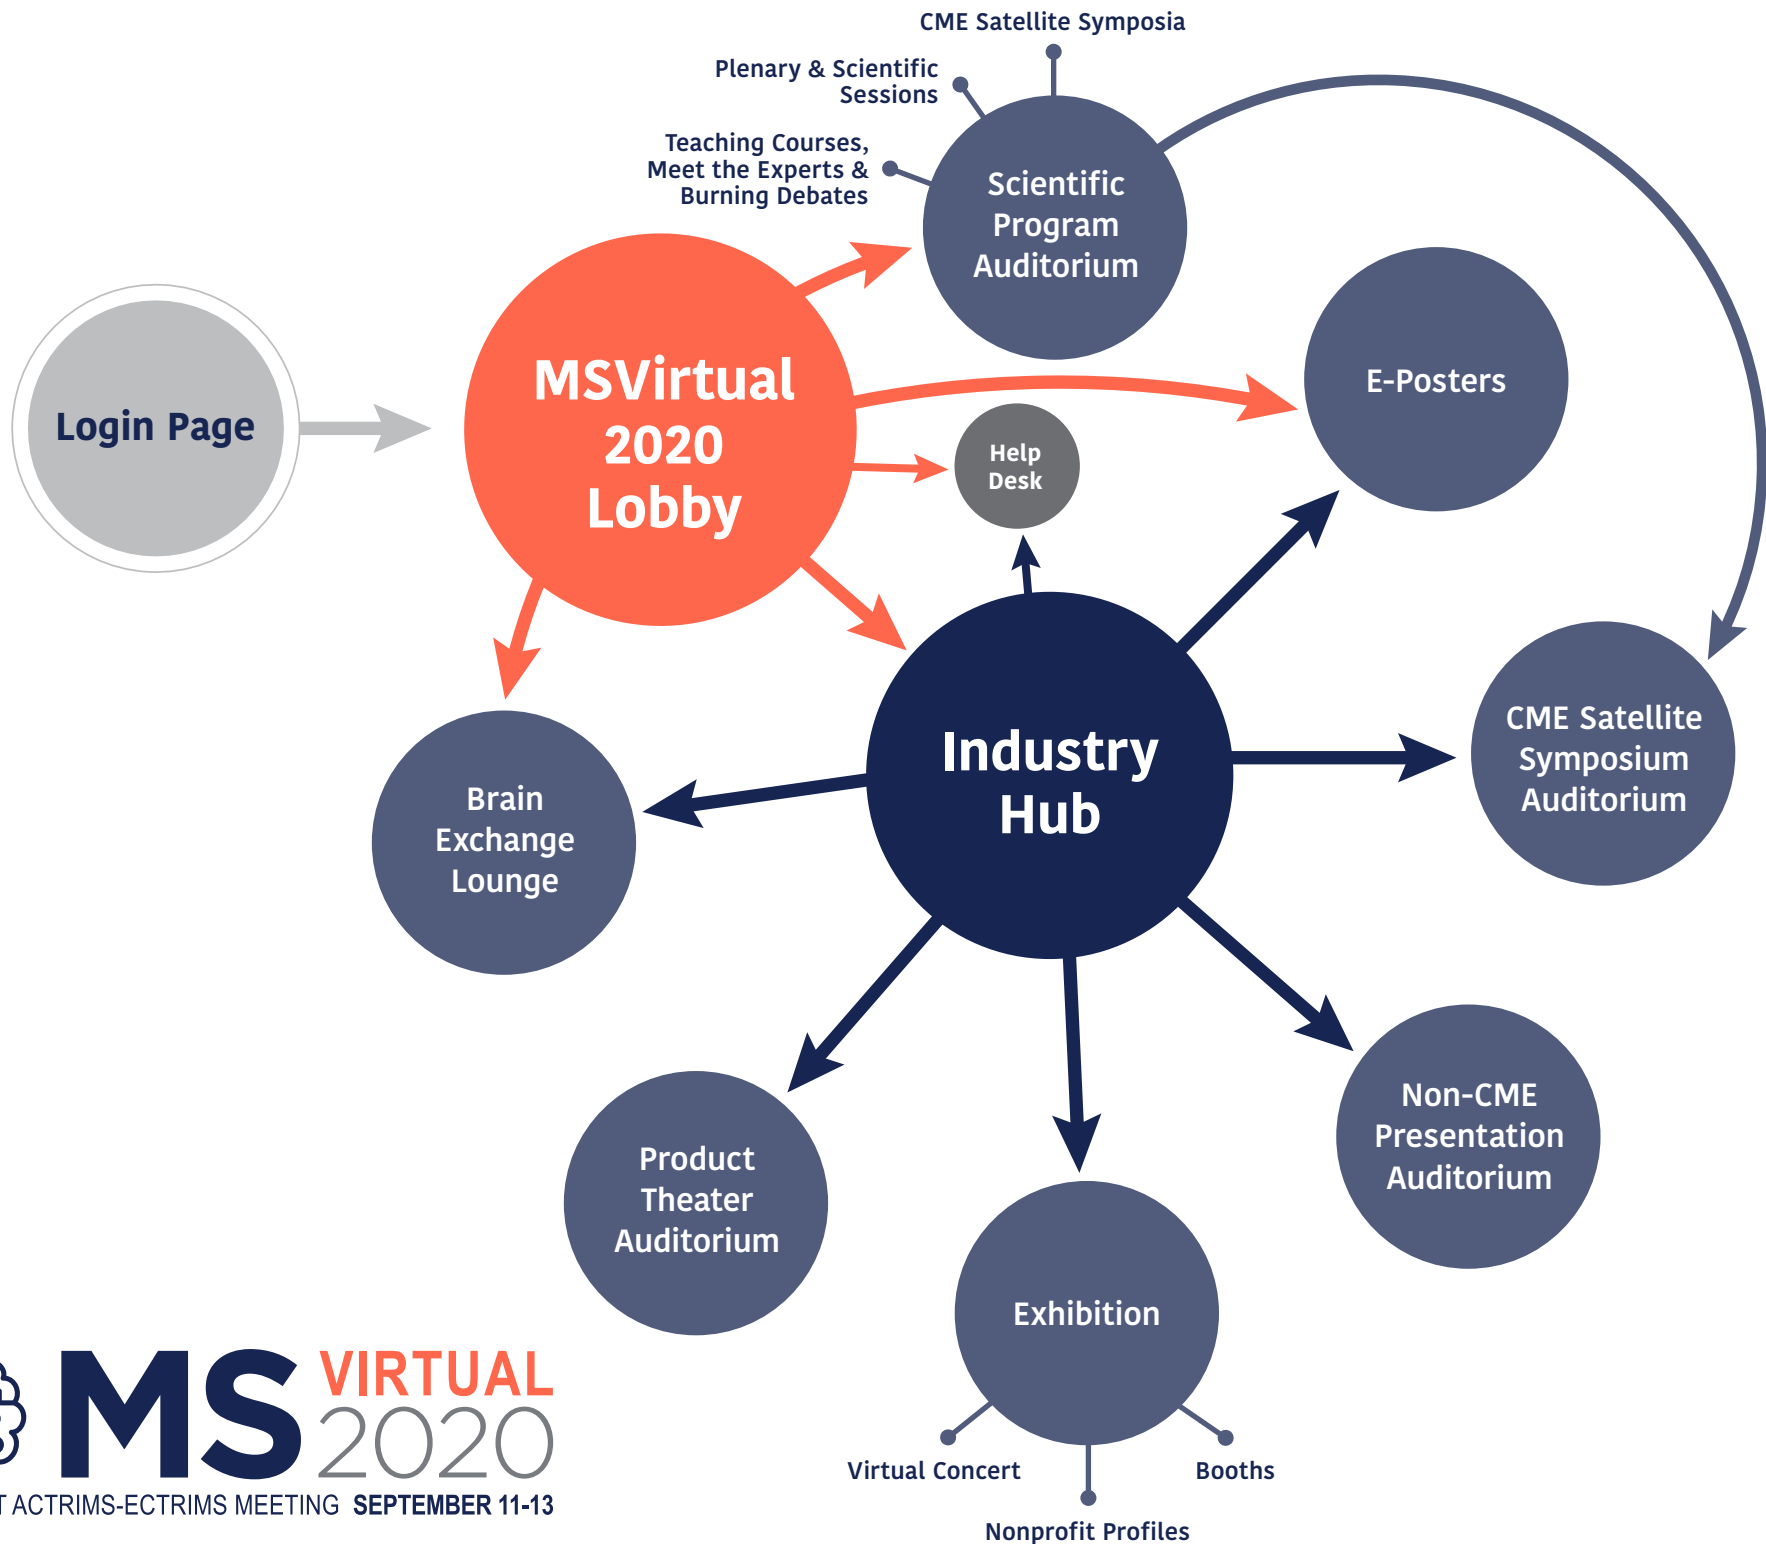 CME Satellite Symposia
Plenary & Scientific
Sessions
Teaching Courses,
Meet the Experts &
Burning Debates
Scientific
Program
Auditorium
Login Page
MSVirtual
2020
Lobby
E-Posters
Help
Desk
Industry
Hub
CME Satellite
Symposium
Auditorium
Brain
Exchange
Lounge
Non-CME
Presentation
Auditorium
Product
Theater
Auditorium
Exhibition
Virtual Concert
Booths
Nonprofit Profiles
MS VIRTUAL
2020
T ACTRIMS-ECTRIMS MEETING SEPTEMBER 11-13